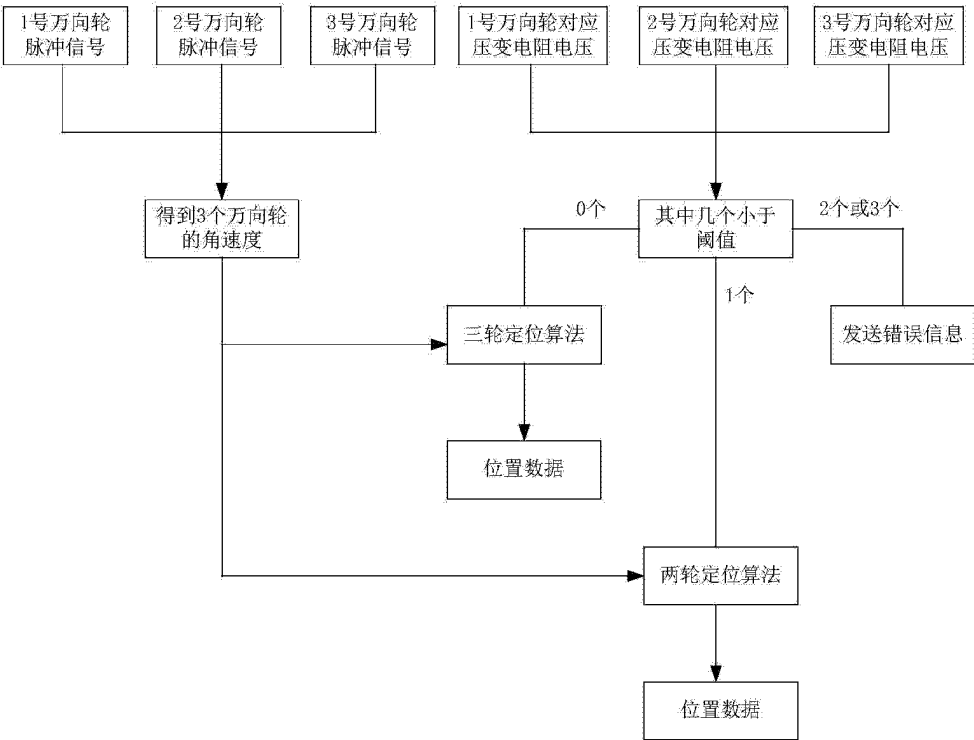 1号万向轮
脉冲信号
2号万向轮
脉冲信号
3号万向轮
脉冲信号
1号万向轮对应
压变电阻电压
2号万向轮对应
压变电阻电压
3号万向轮对应
压变电阻电压
得到3个万向轮
的角速度
0个
其中几个小于
阈值
2个或3个
1个
三轮定位算法
发送错误信息
位置数据
两轮定位算法
位置数据